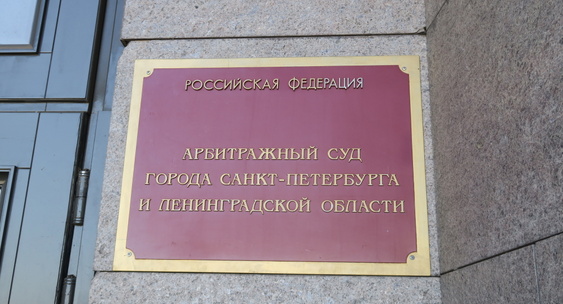 РОССИЙСКАЯ ФЕДЕРАЦИЯ
АРБИТРАЖНЫЙ СУД
ГОРОДА САНКТ-ПЕТЕРБУРГА
И ЛЕНИНГРАДСКОЙ ОБЛАСТИ